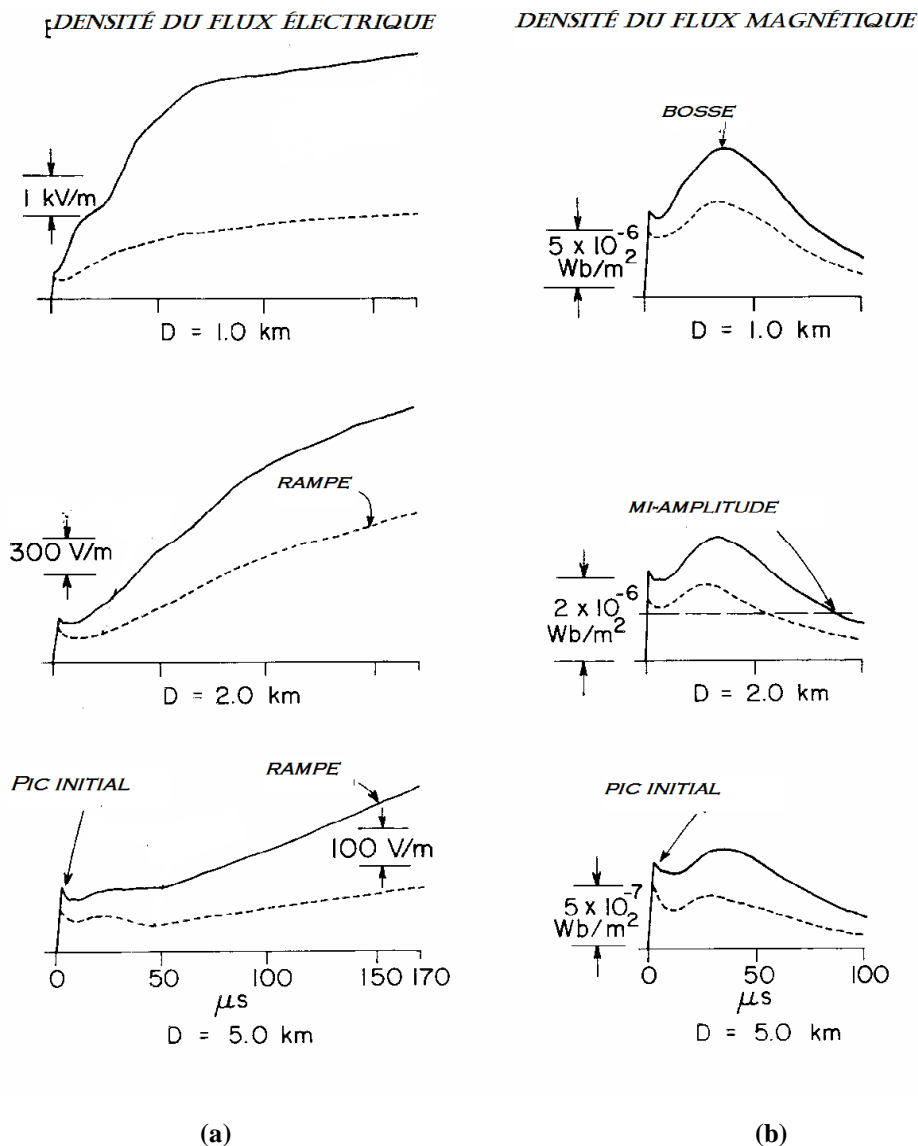 DENSITÉ DU FLUX ÉLECTRIQUE
1 kV/m
D = 1.0 km
RAMPE
300 V/m
D = 2.0 km
PIC INITIAL
RAMPE
100 V/m
0 50 100 150 170
μs
D = 5.0 km
(a)
DENSITÉ DU FLUX MAGNÉTIQUE
BOSSE
5 x 10⁻⁶
Wb/m²
D = 1.0 km
MI-AMPLITUDE
2 x 10⁻⁶
Wb/m²
D = 2.0 km
PIC INITIAL
5 x 10⁻⁷
Wb/m²
0 50 100
μs
D = 5.0 km
(b)